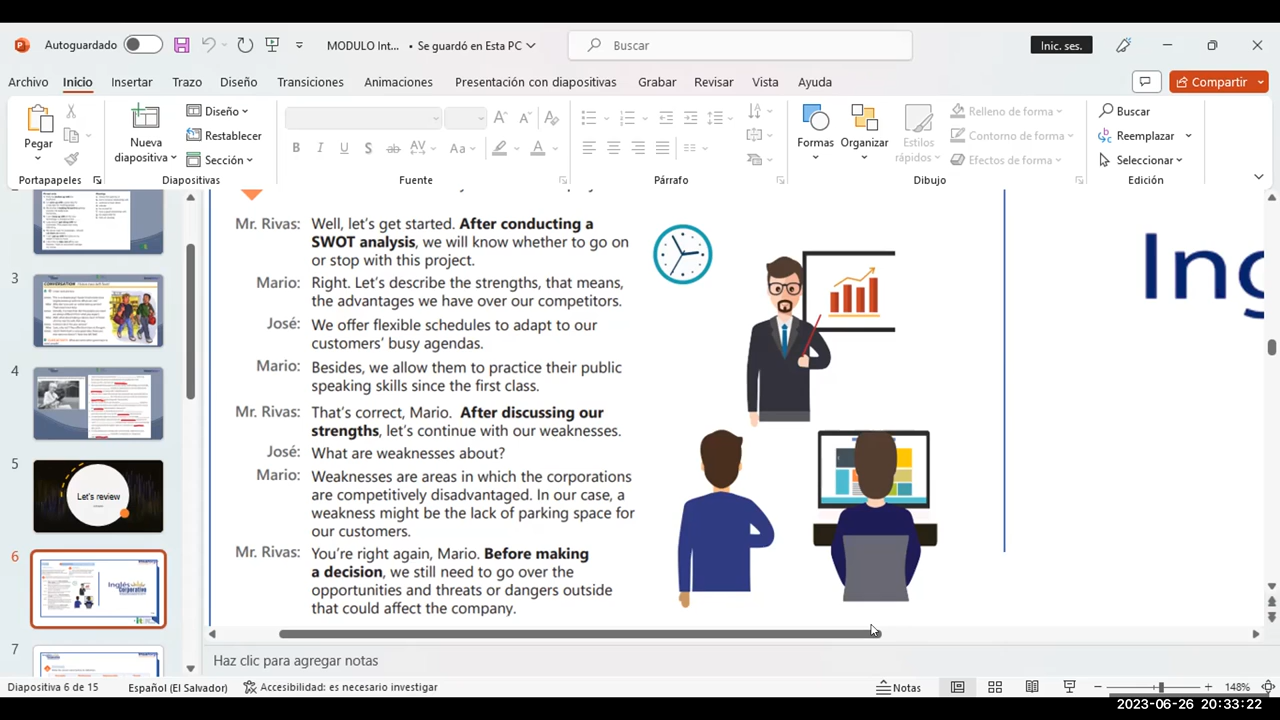 Autoguardado
MODULO Int... • Se guardó en Esta PC
Buscar
Inic. ses.
Archivo Inicio Insertar Trazo Diseño Transiciones Animaciones Presentación con diapositivas Grabar Revisar Vista Ayuda
Compartir
Pegar
Nueva diapositiva
Diseño
Restablecer
Sección
Formas
Organizar
Estilos rápidos
Relleno de forma
Contorno de forma
Efectos de forma
Buscar
Reemplazar
Seleccionar
Portapapeles
Diapositivas
Fuente
Párrafo
Dibujo
Edición
3
4
5
Let's review
6
7
Mr. Rivas: Well, let's get started. After conducting a
SWOT analysis, we will know whether to go on
or stop with this project.
Mario: Right. Let's describe the strengths, that means,
the advantages we have over our competitors.
José: We offer flexible schedules to adapt to our
customers' busy agendas.
Mario: Besides, we allow them to practice their public
speaking skills since the first class.
Mr. Rivas: That's correct, Mario. After discussing our
strengths, let's continue with our weaknesses.
José: What are weaknesses about?
Mario: Weaknesses are areas in which the corporations
are competitively disadvantaged. In our case, a
weakness might be the lack of parking space for
our customers.
Mr. Rivas: You're right again, Mario. Before making
a decision, we still need to go over the
opportunities and threats or dangers outside
that could affect the company.
Ing
Haz clic para agregar notas
Diapositiva 6 de 15 Español (El Salvador) Accesibilidad: es necesario investigar
Notas
148%
2023-06-26 20:33:22